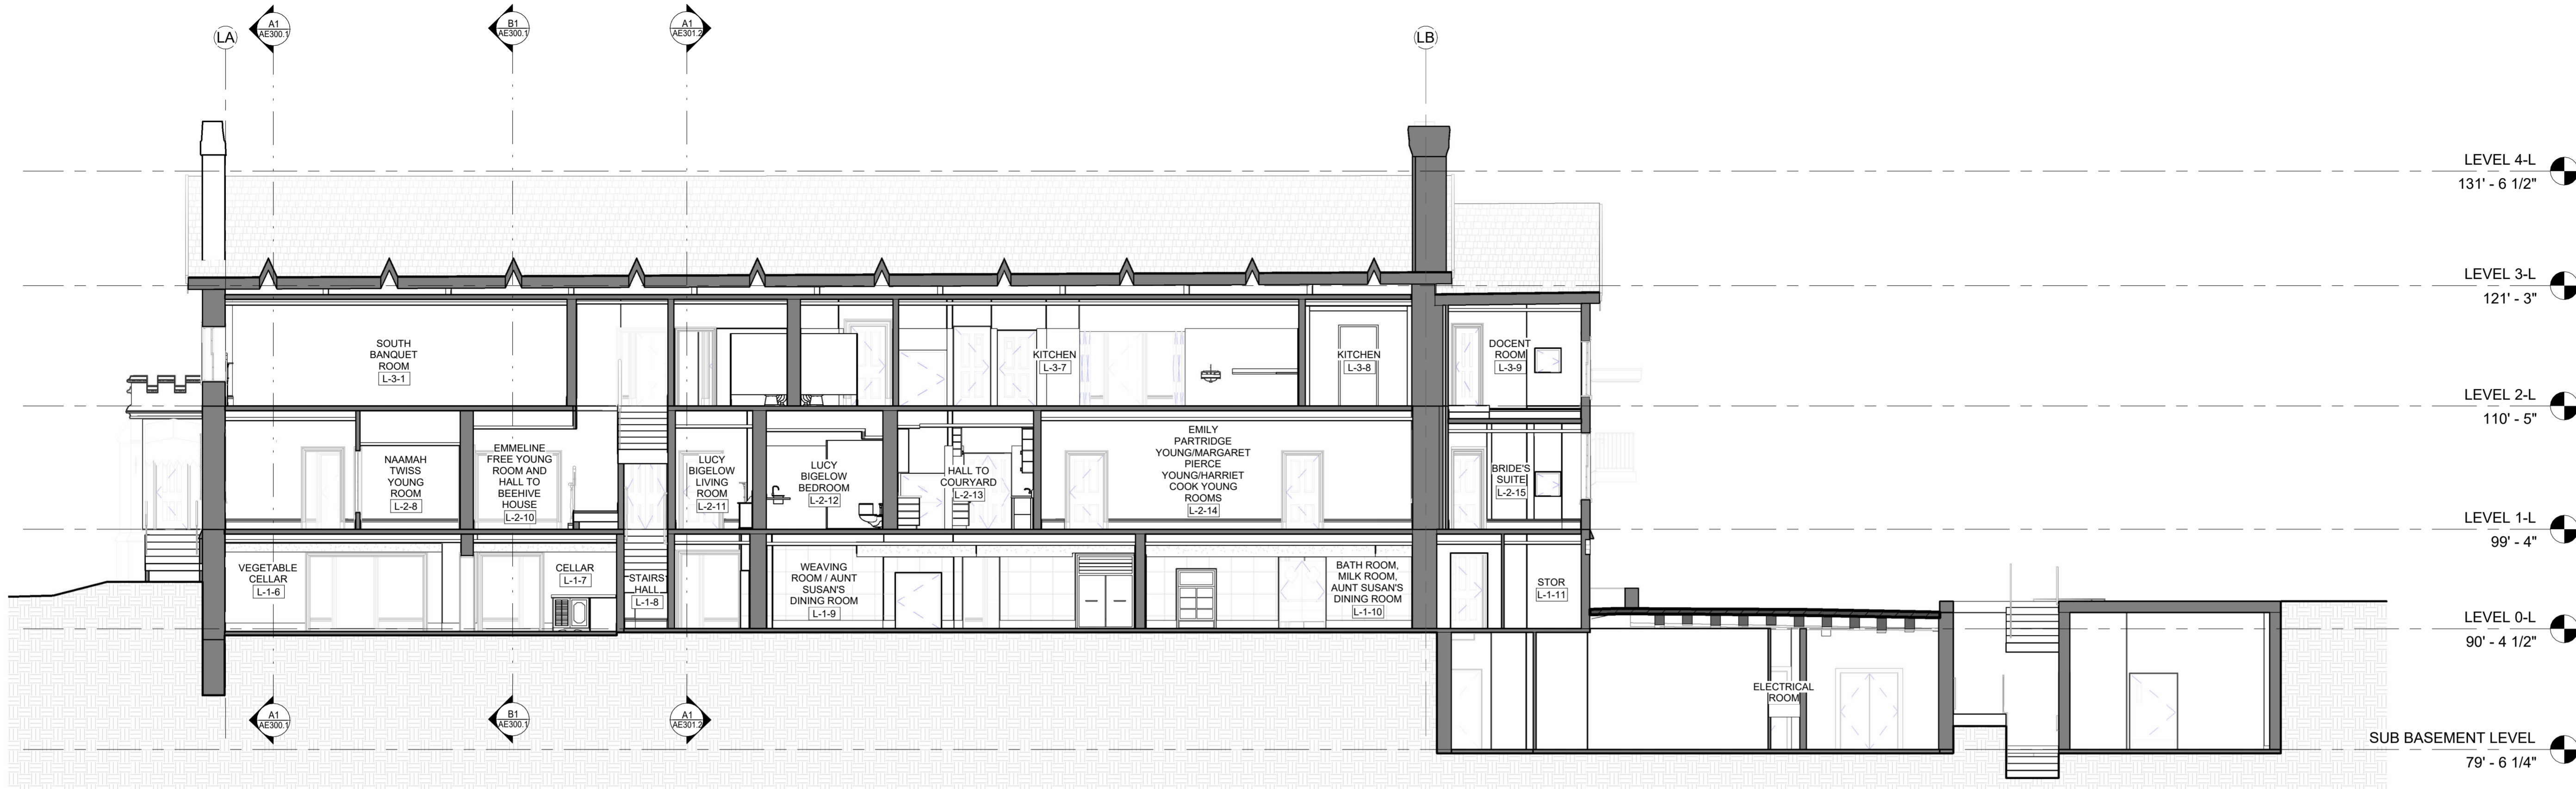 LA
A1
AE300.1
B1
AE300.1
A1
AE301.2
LB
LEVEL 4-L
131' - 6 1/2"
LEVEL 3-L
121' - 3"
SOUTH
BANQUET
ROOM
L-3-1
KITCHEN
L-3-7
KITCHEN
L-3-8
DOCENT
ROOM
L-3-9
LEVEL 2-L
110' - 5"
NAAMAH
TWISS
YOUNG
ROOM
L-2-8
EMMELINE
FREE YOUNG
ROOM AND
HALL TO
BEEHIVE
HOUSE
L-2-10
LUCY
BIGELOW
LIVING
ROOM
L-2-11
LUCY
BIGELOW
BEDROOM
L-2-12
HALL TO
COURYARD
L-2-13
EMILY
PARTRIDGE
YOUNG/MARGARET
PIERCE
YOUNG/HARRIET
COOK YOUNG
ROOMS
L-2-14
BRIDE'S
SUITE
L-2-15
LEVEL 1-L
99' - 4"
VEGETABLE
CELLAR
L-1-6
CELLAR
L-1-7
STAIRS
HALL
L-1-8
WEAVING
ROOM / AUNT
SUSAN'S
DINING ROOM
L-1-9
BATH ROOM,
MILK ROOM,
AUNT SUSAN'S
DINING ROOM
L-1-10
STOR
L-1-11
LEVEL 0-L
90' - 4 1/2"
ELECTRICAL
ROOM
A1
AE300.1
B1
AE300.1
A1
AE301.2
SUB BASEMENT LEVEL
79' - 6 1/4"